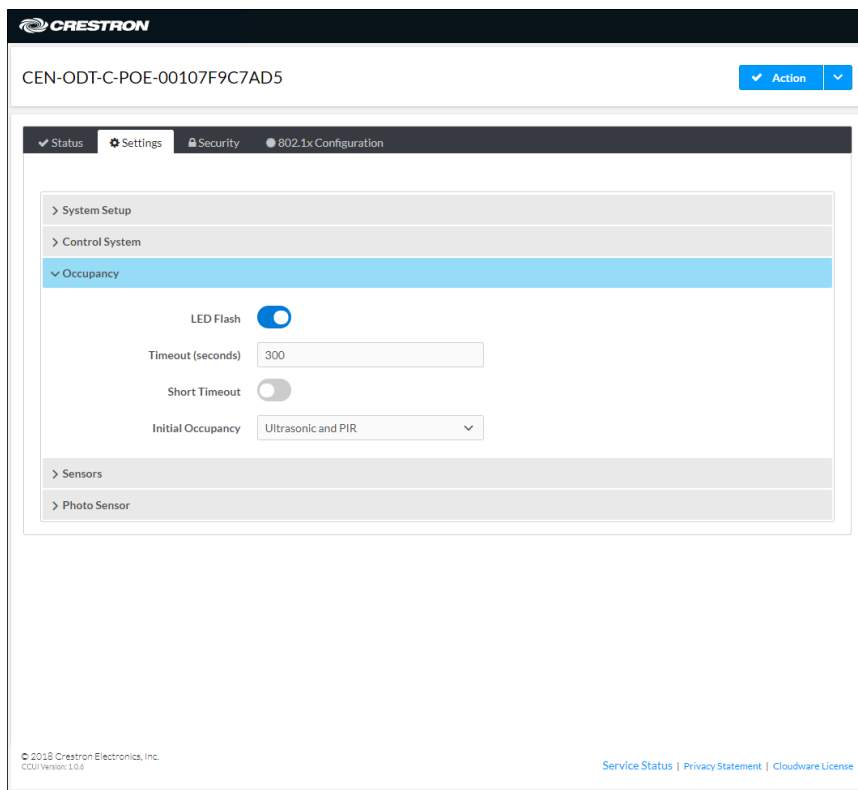 CRESTRON
CEN-ODT-C-POE-00107F9C7AD5
Action
Status Settings Security 802.1x Configuration
System Setup
Control System
Occupancy
LED Flash
Timeout (seconds) 300
Short Timeout
Initial Occupancy Ultrasonic and PIR
Sensors
Photo Sensor
© 2018 Crestron Electronics, Inc.
CCUI Version: 1.0.6
Service Status | Privacy Statement | Cloudware License